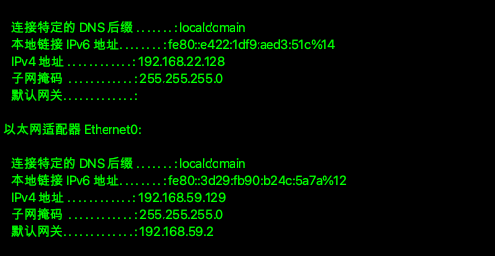 连接特定的 DNS 后缀 . . . . . . . : localdomain
本地链接 IPv6 地址. . . . . . . . : fe80::e422:1df9:aed3:51c%14
IPv4 地址 . . . . . . . . . . . . : 192.168.22.128
子网掩码 . . . . . . . . . . . . : 255.255.255.0
默认网关. . . . . . . . . . . . . :
以太网适配器 Ethernet0:
连接特定的 DNS 后缀 . . . . . . . : localdomain
本地链接 IPv6 地址. . . . . . . . : fe80::3d29:fb90:b24c:5a7a%12
IPv4 地址 . . . . . . . . . . . . : 192.168.59.129
子网掩码 . . . . . . . . . . . . : 255.255.255.0
默认网关. . . . . . . . . . . . . : 192.168.59.2